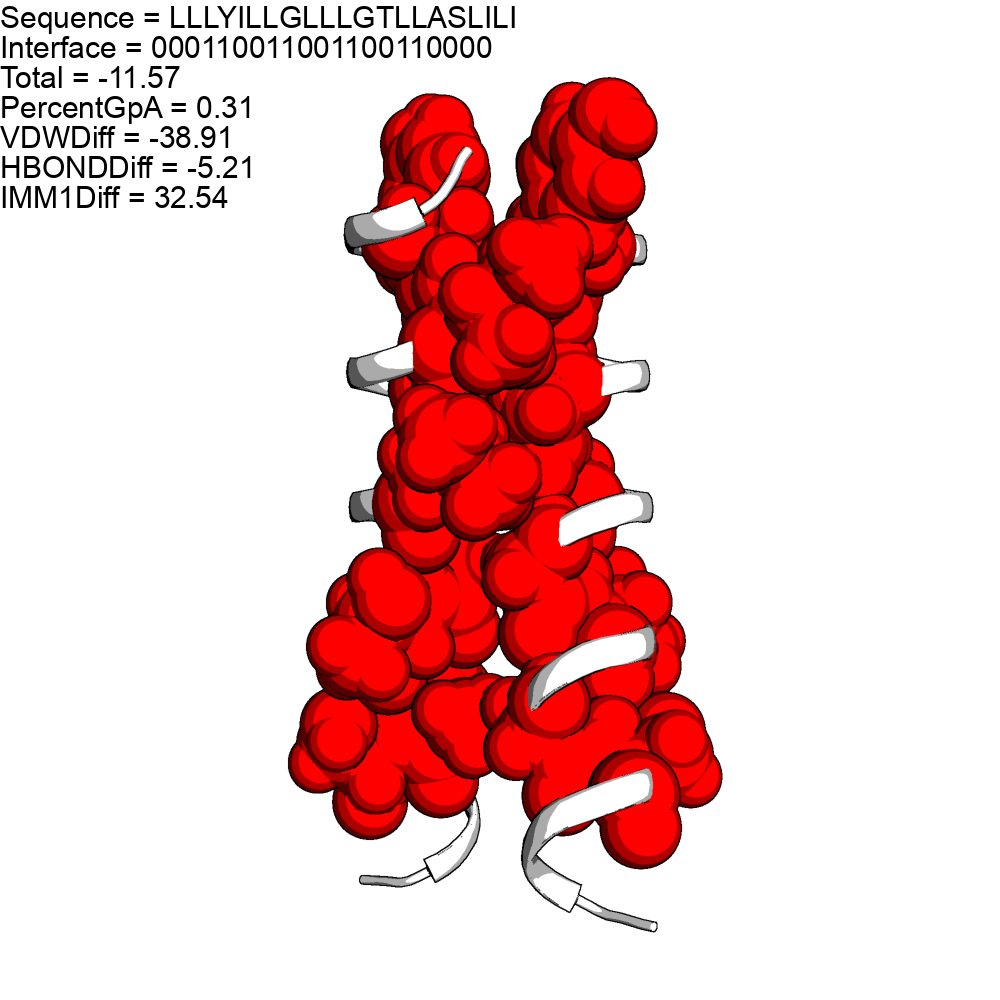 Sequence = LLLYILLGLLLGTLLASLILI
Interface = 000110011001100110000
Total = -11.57
PercentGpA = 0.31
VDWDiff = -38.91
HBONDDiff = -5.21
IMM1Diff = 32.54